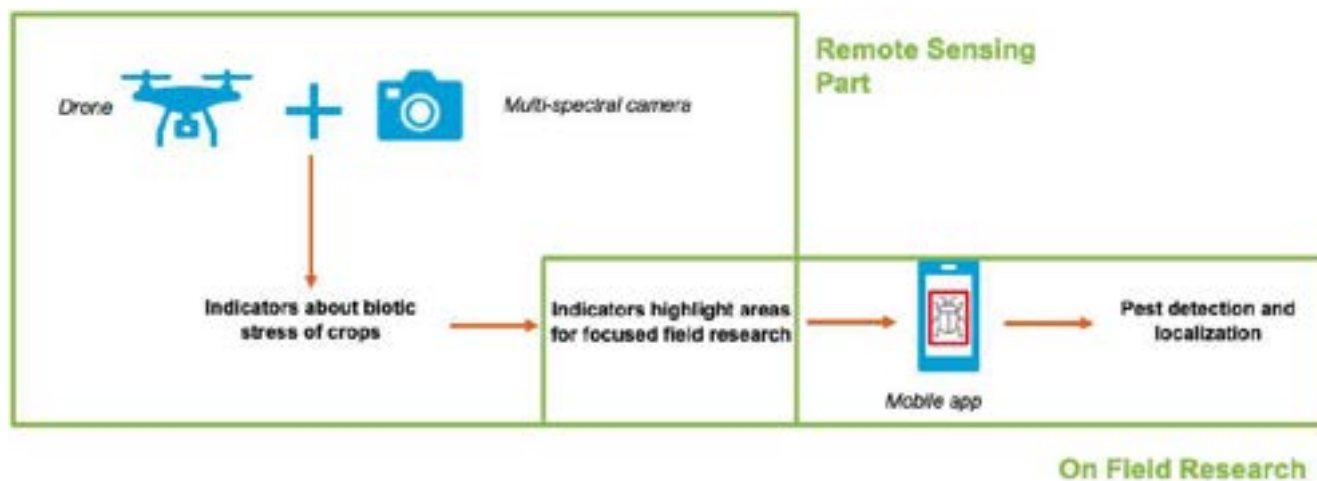 Remote Sensing
Part
Drone
Multi-spectral camera
Indicators about biotic
stress of crops
Indicators highlight areas
for focused field research
Mobile app
Pest detection and
localization
On Field Research